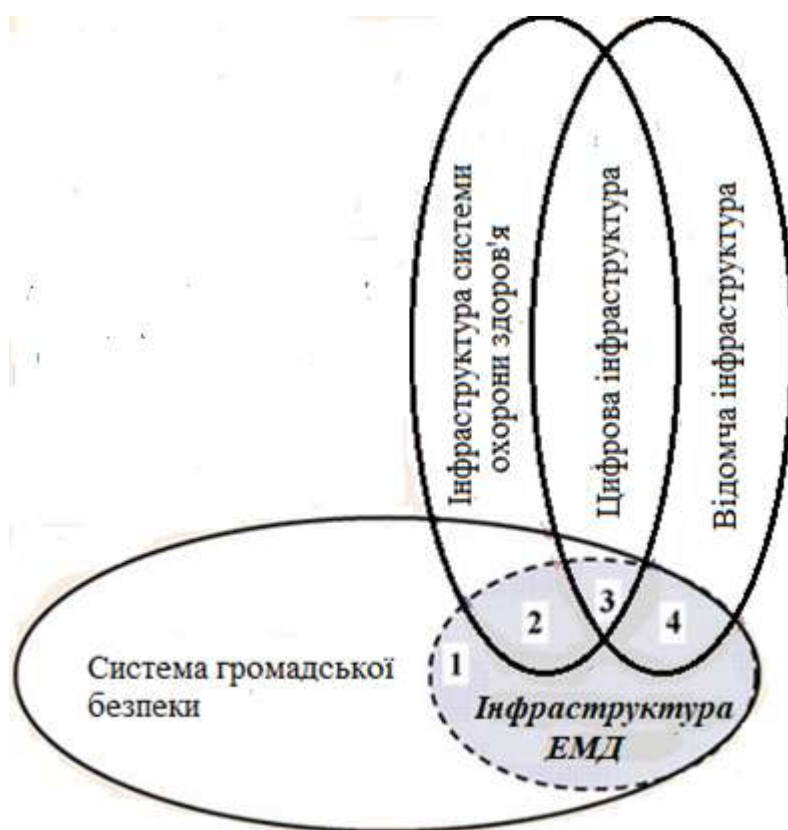 Інфраструктура системи
охорони здоров'я
Цифрова інфраструктура
Відомча інфраструктура
1
2
3
4
Система громадської
безпеки
Інфраструктура
ЕМД